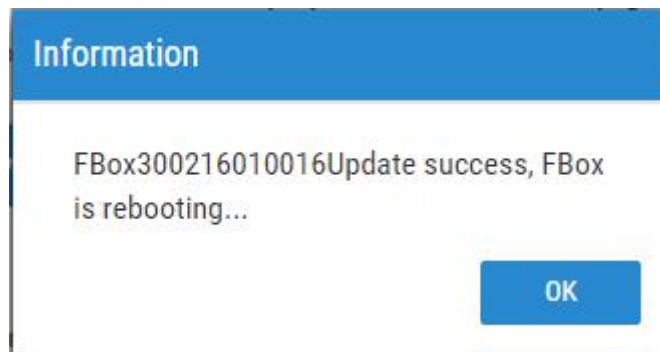 Information
FBox300216010016Update success, FBox
is rebooting...
OK